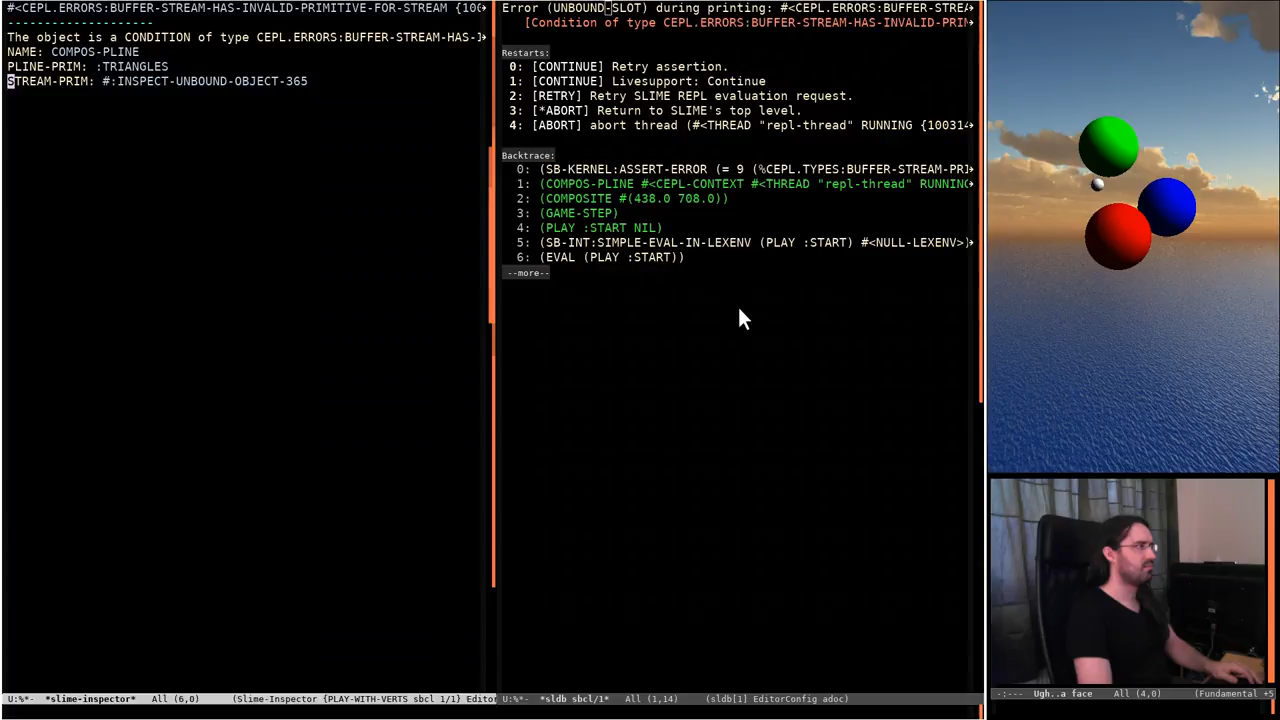 #<CEPL.ERRORS:BUFFER-STREAM-HAS-INVALID-PRIMITIVE-FOR-STREAM {100
--------------------
The object is a CONDITION of type CEPL.ERRORS:BUFFER-STREAM-HAS-I
NAME: COMPOS-PLINE
PLINE-PRIM: :TRIANGLES
STREAM-PRIM: #:INSPECT-UNBOUND-OBJECT-365
U:%*-  *slime-inspector*   All (6,0)     (Slime-Inspector {PLAY-WITH-VERTS sbcl 1/1} Editor
Error (UNBOUND-SLOT) during printing: #<CEPL.ERRORS:BUFFER-STREA
[Condition of type CEPL.ERRORS:BUFFER-STREAM-HAS-INVALID-PRIM
Restarts:
0: [CONTINUE] Retry assertion.
1: [CONTINUE] Livesupport: Continue
2: [RETRY] Retry SLIME REPL evaluation request.
3: [*ABORT] Return to SLIME's top level.
4: [ABORT] abort thread (#<THREAD "repl-thread" RUNNING {100314
Backtrace:
0: (SB-KERNEL:ASSERT-ERROR (= 9 (%CEPL.TYPES:BUFFER-STREAM-PRI
1: (COMPOS-PLINE #<CEPL-CONTEXT #<THREAD "repl-thread" RUNNING
2: (COMPOSITE #(438.0 708.0))
3: (GAME-STEP)
4: (PLAY :START NIL)
5: (SB-INT:SIMPLE-EVAL-IN-LEXENV (PLAY :START) #<NULL-LEXENV>)
6: (EVAL (PLAY :START))
--more--
U:%*-  *sldb sbcl/1*   All (1,14)     (sldb[1] EditorConfig adoc)
-:---  Ugh..a face    All (4,0)     (Fundamental +5